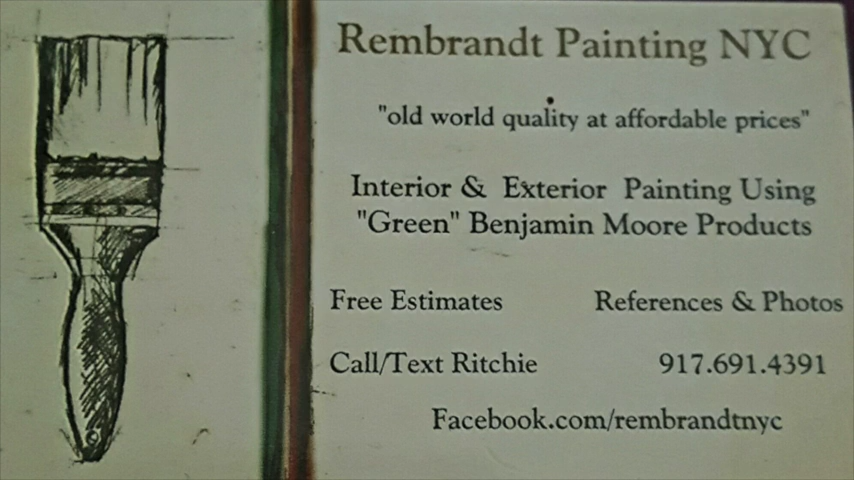 Rembrandt Painting NYC
"old world quality at affordable prices"
Interior & Exterior Painting Using
"Green" Benjamin Moore Products
Free Estimates References & Photos
Call/Text Ritchie 917.691.4391
Facebook.com/rembrandtnyc